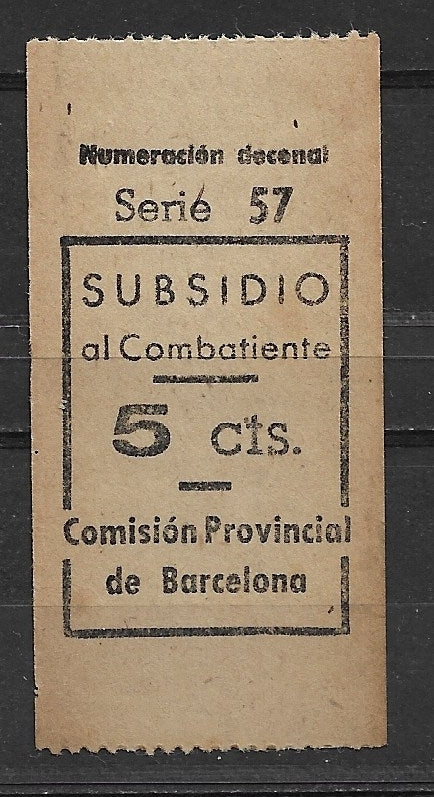 Numeración decenal
Serie 57
SUBSIDIO
al Combatiente
5 cts.
Comisión Provincial
de Barcelona